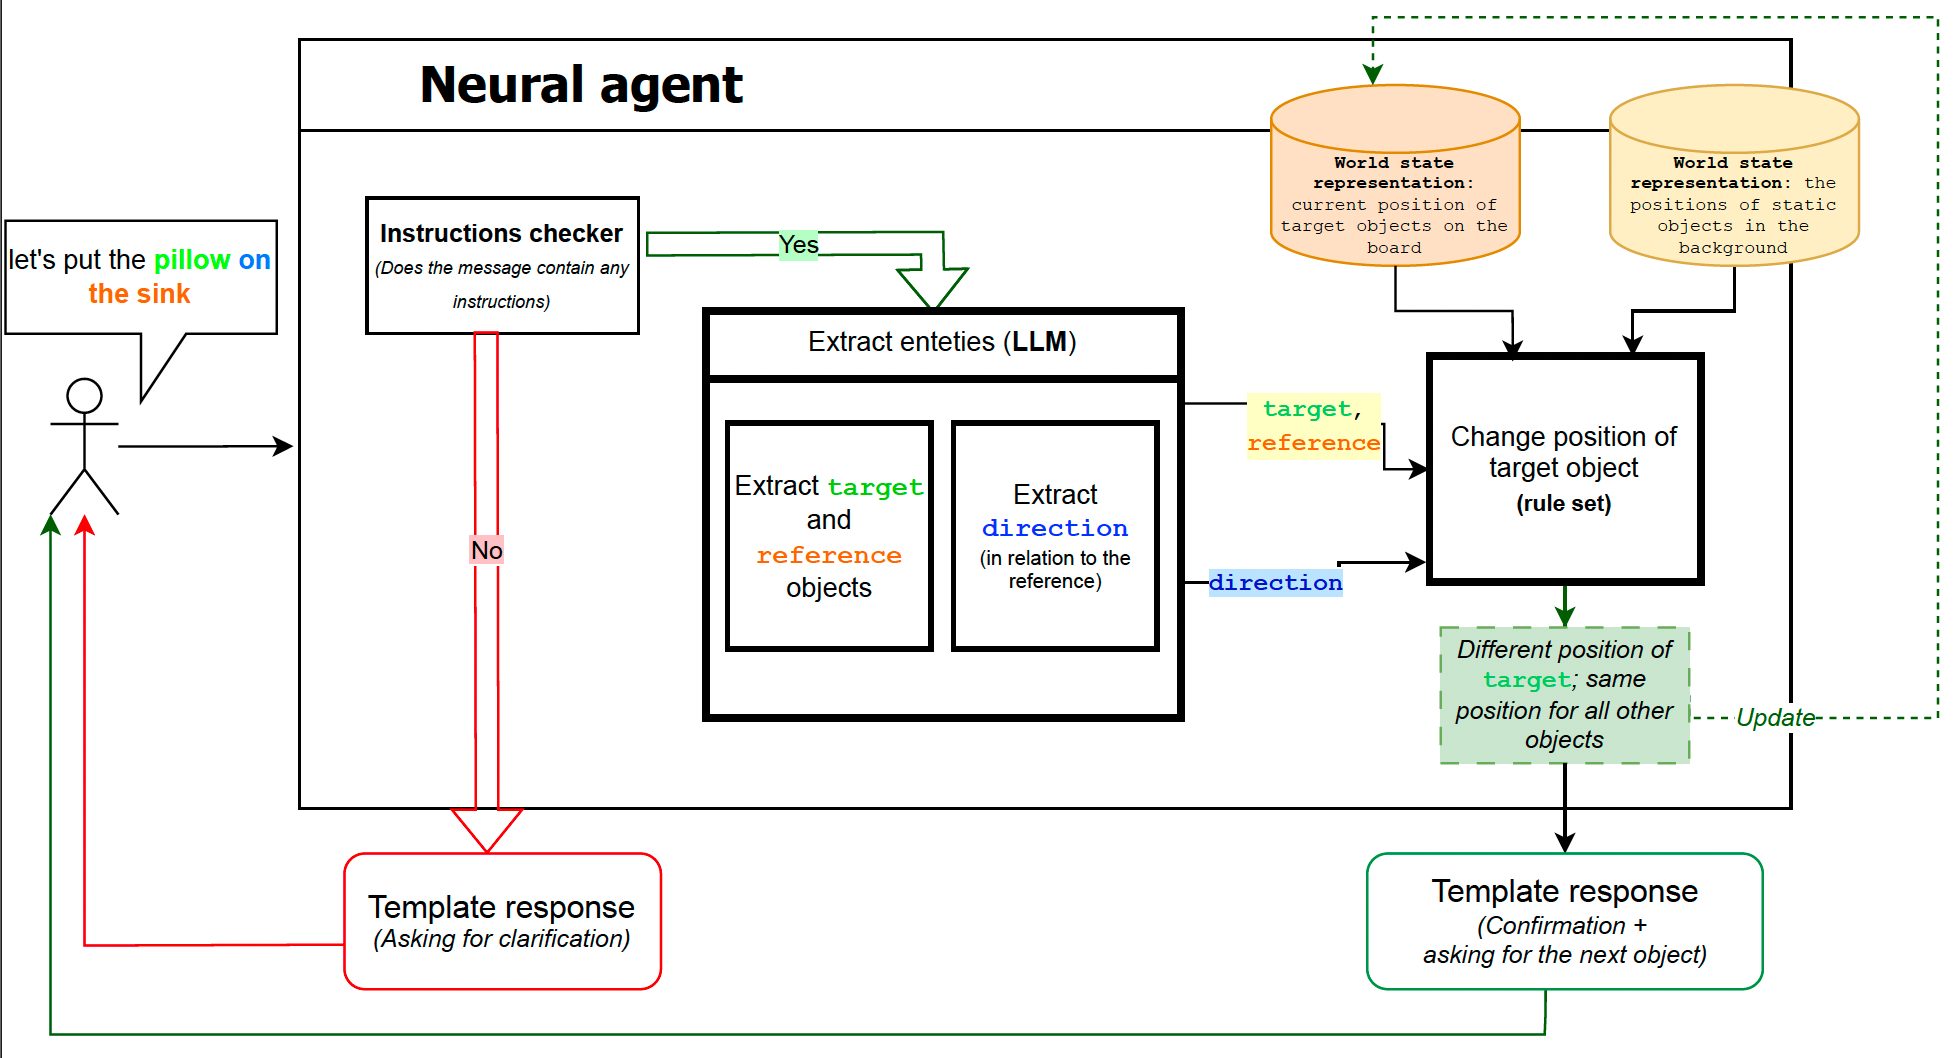 Neural agent
World state
representation:
current position of
target objects on the
board
World state
representation: the
positions of static
objects in the
background
let's put the pillow on
the sink
Instructions checker
(Does the message contain any
instructions)
Yes
No
Extract enteties (LLM)
Extract target
and
reference
objects
Extract
direction
(in relation to the
reference)
target,
reference
direction
Change position of
target object
(rule set)
Different position of
target; same
position for all other
objects
Update
Template response
(Asking for clarification)
Template response
(Confirmation +
asking for the next object)